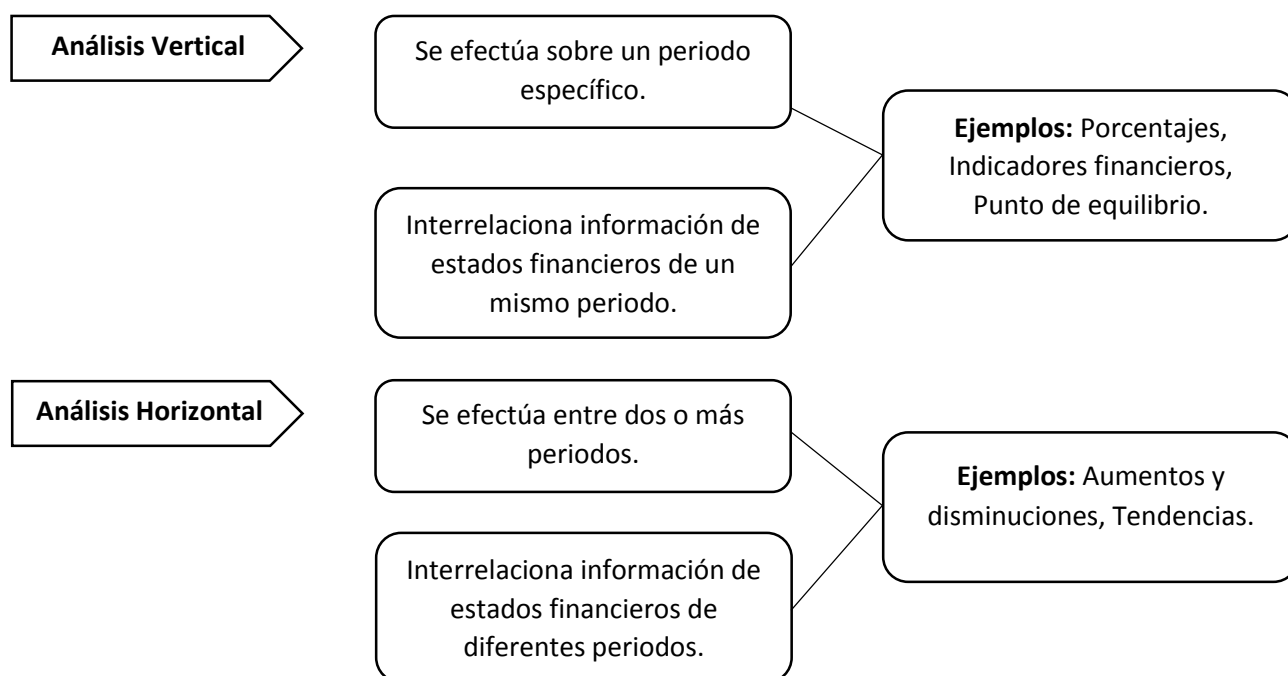 Análisis Vertical
Se efectúa sobre un periodo
específico.
Interrelaciona información de
estados financieros de un
mismo periodo.
Ejemplos: Porcentajes,
Indicadores financieros,
Punto de equilibrio.
Análisis Horizontal
Se efectúa entre dos o más
periodos.
Interrelaciona información de
estados financieros de
diferentes periodos.
Ejemplos: Aumentos y
disminuciones, Tendencias.